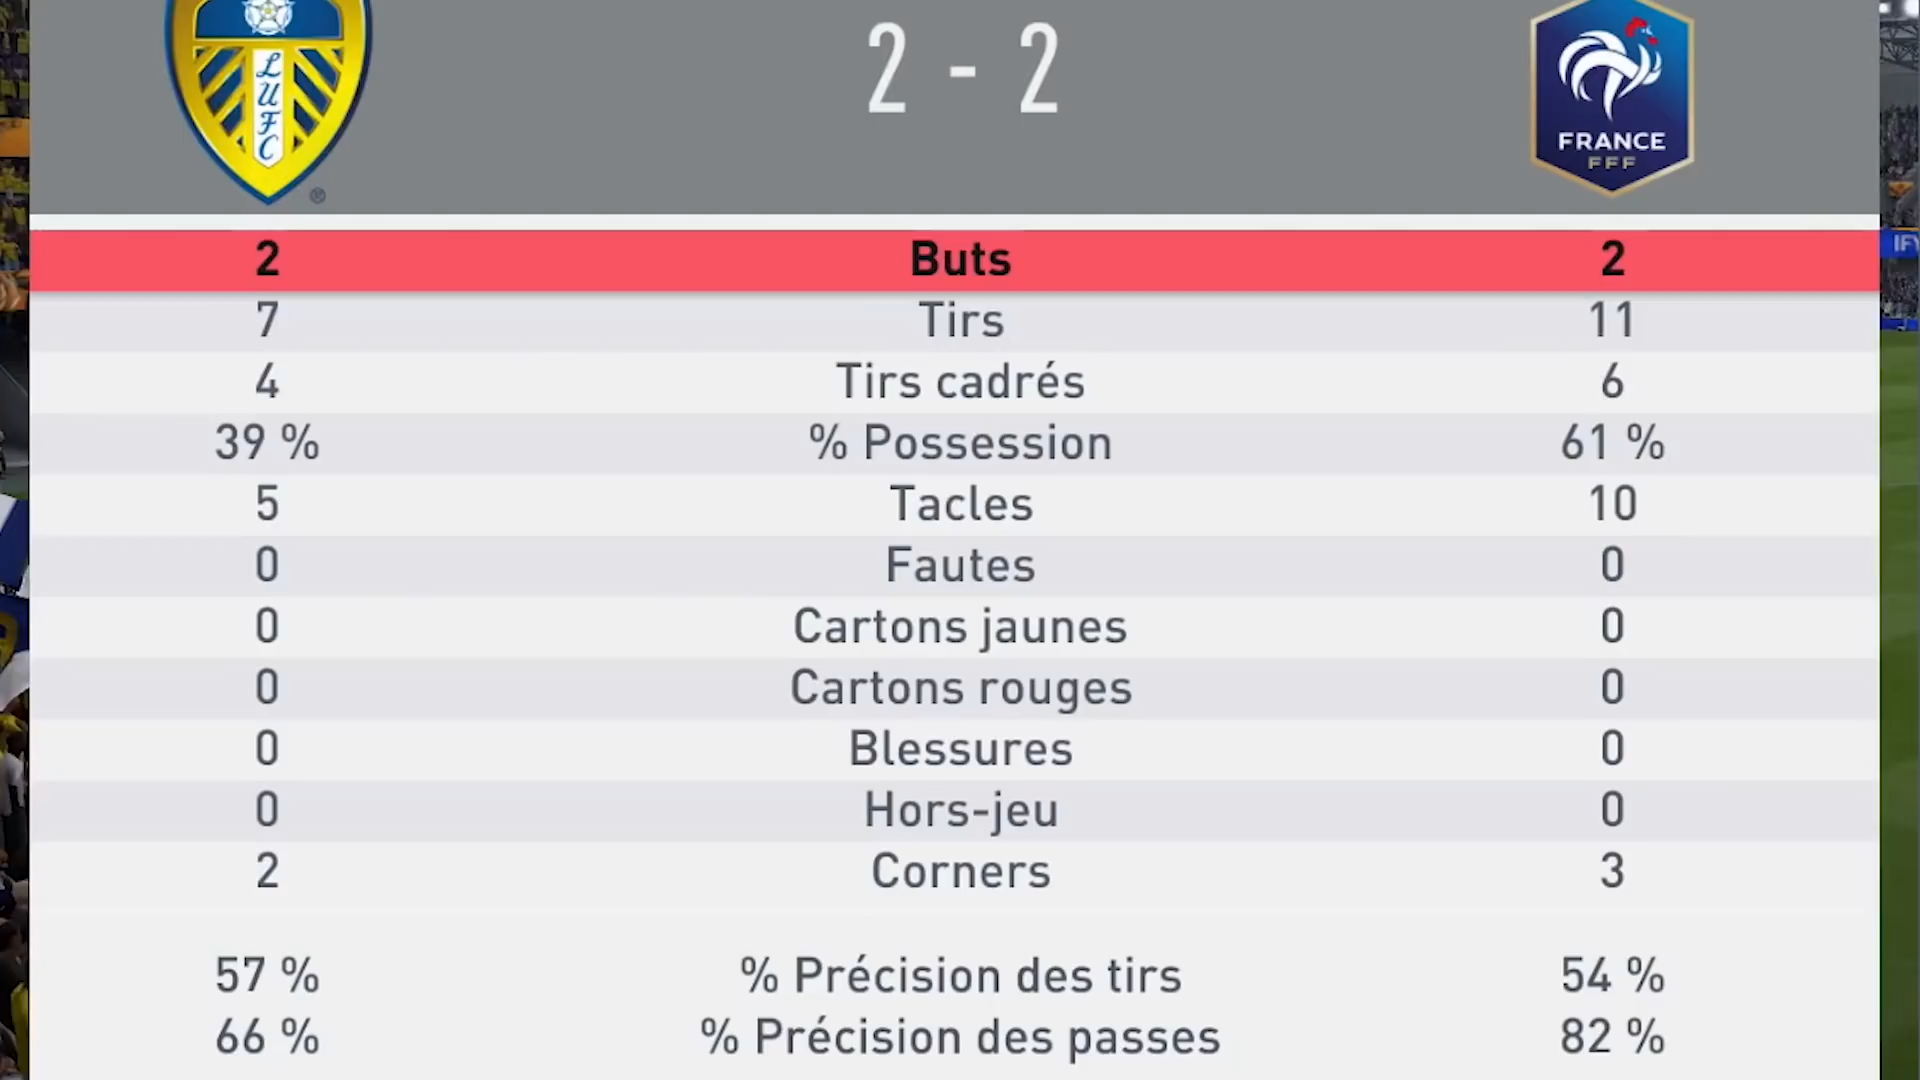 LUFC
®
2 - 2
FRANCE
FFF
2 Buts 2
7 Tirs 11
4 Tirs cadrés 6
39 % % Possession 61 %
5 Tacles 10
0 Fautes 0
0 Cartons jaunes 0
0 Cartons rouges 0
0 Blessures 0
0 Hors-jeu 0
2 Corners 3
57 % % Précision des tirs 54 %
66 % % Précision des passes 82 %